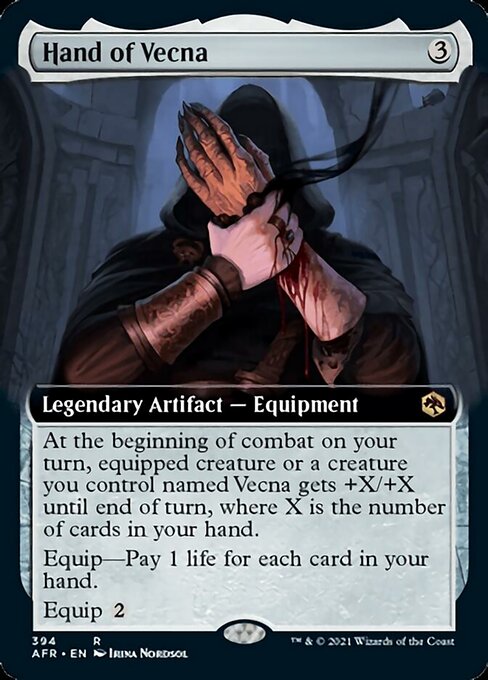 Hand of Vecna 3
Legendary Artifact — Equipment
At the beginning of combat on your
turn, equipped creature or a creature
you control named Vecna gets +X/+X
until end of turn, where X is the number
of cards in your hand.
Equip—Pay 1 life for each card in your
hand.
Equip 2
394 R
AFR • EN Irina Nordsol
™ & © 2021 Wizards of the Coast